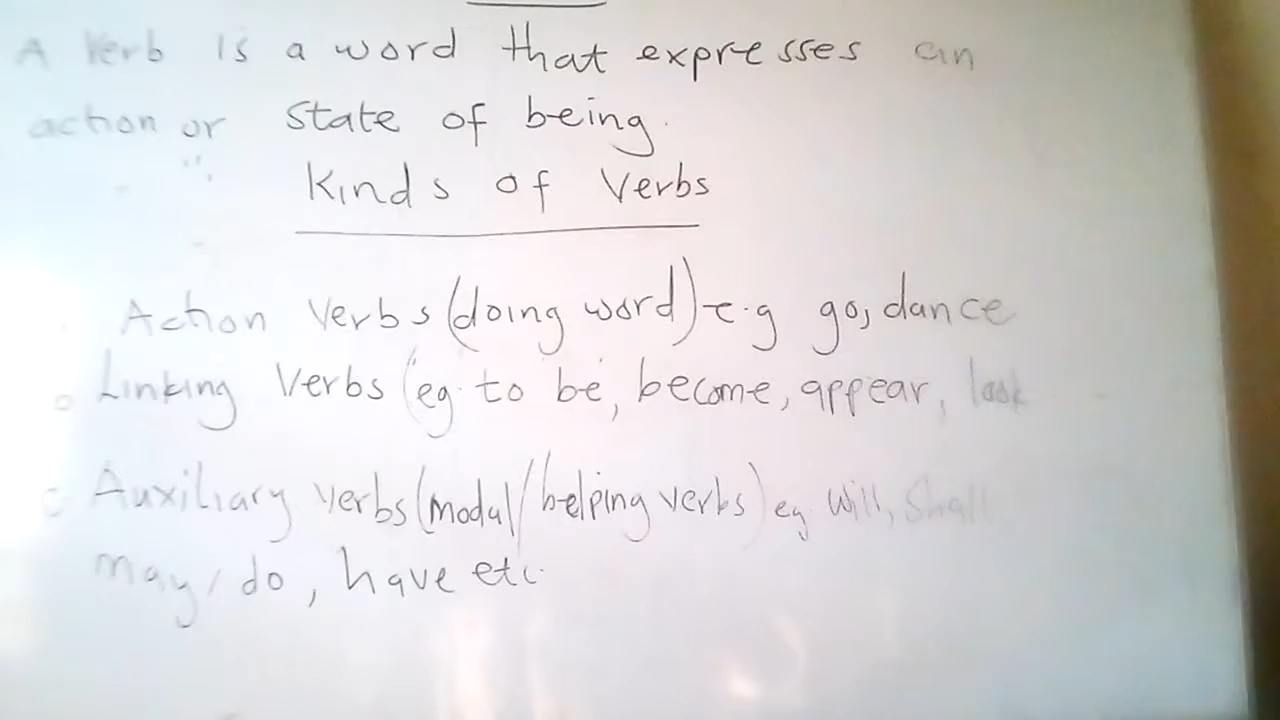 A Verb is a word that expresses an
action or state of being.
Kinds of Verbs
Action Verbs (doing word) e.g go, dance
Linking Verbs (eg. to be, become, appear, look
Auxiliary verbs (modal/helping verbs) eg Will, Shall
may, do, have etc.